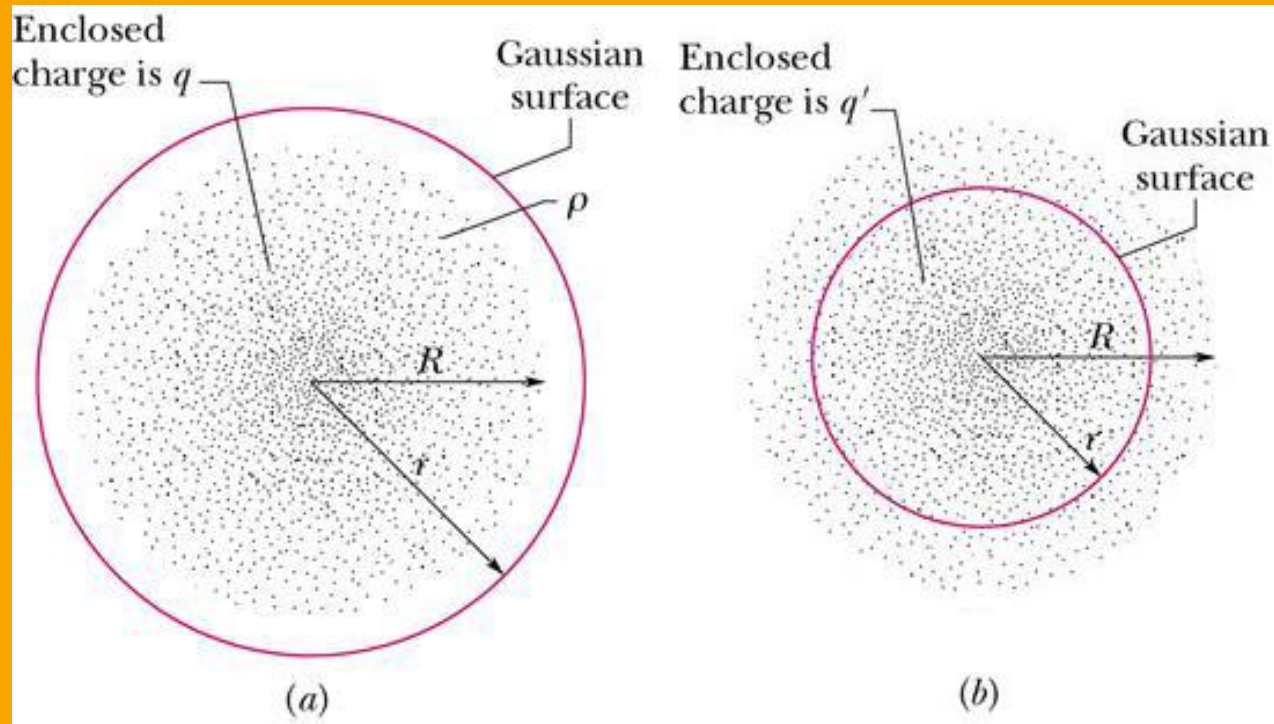 Enclosed
charge is q
Gaussian
surface
ρ
R
r
(a)
Enclosed
charge is q′
Gaussian
surface
R
r
(b)